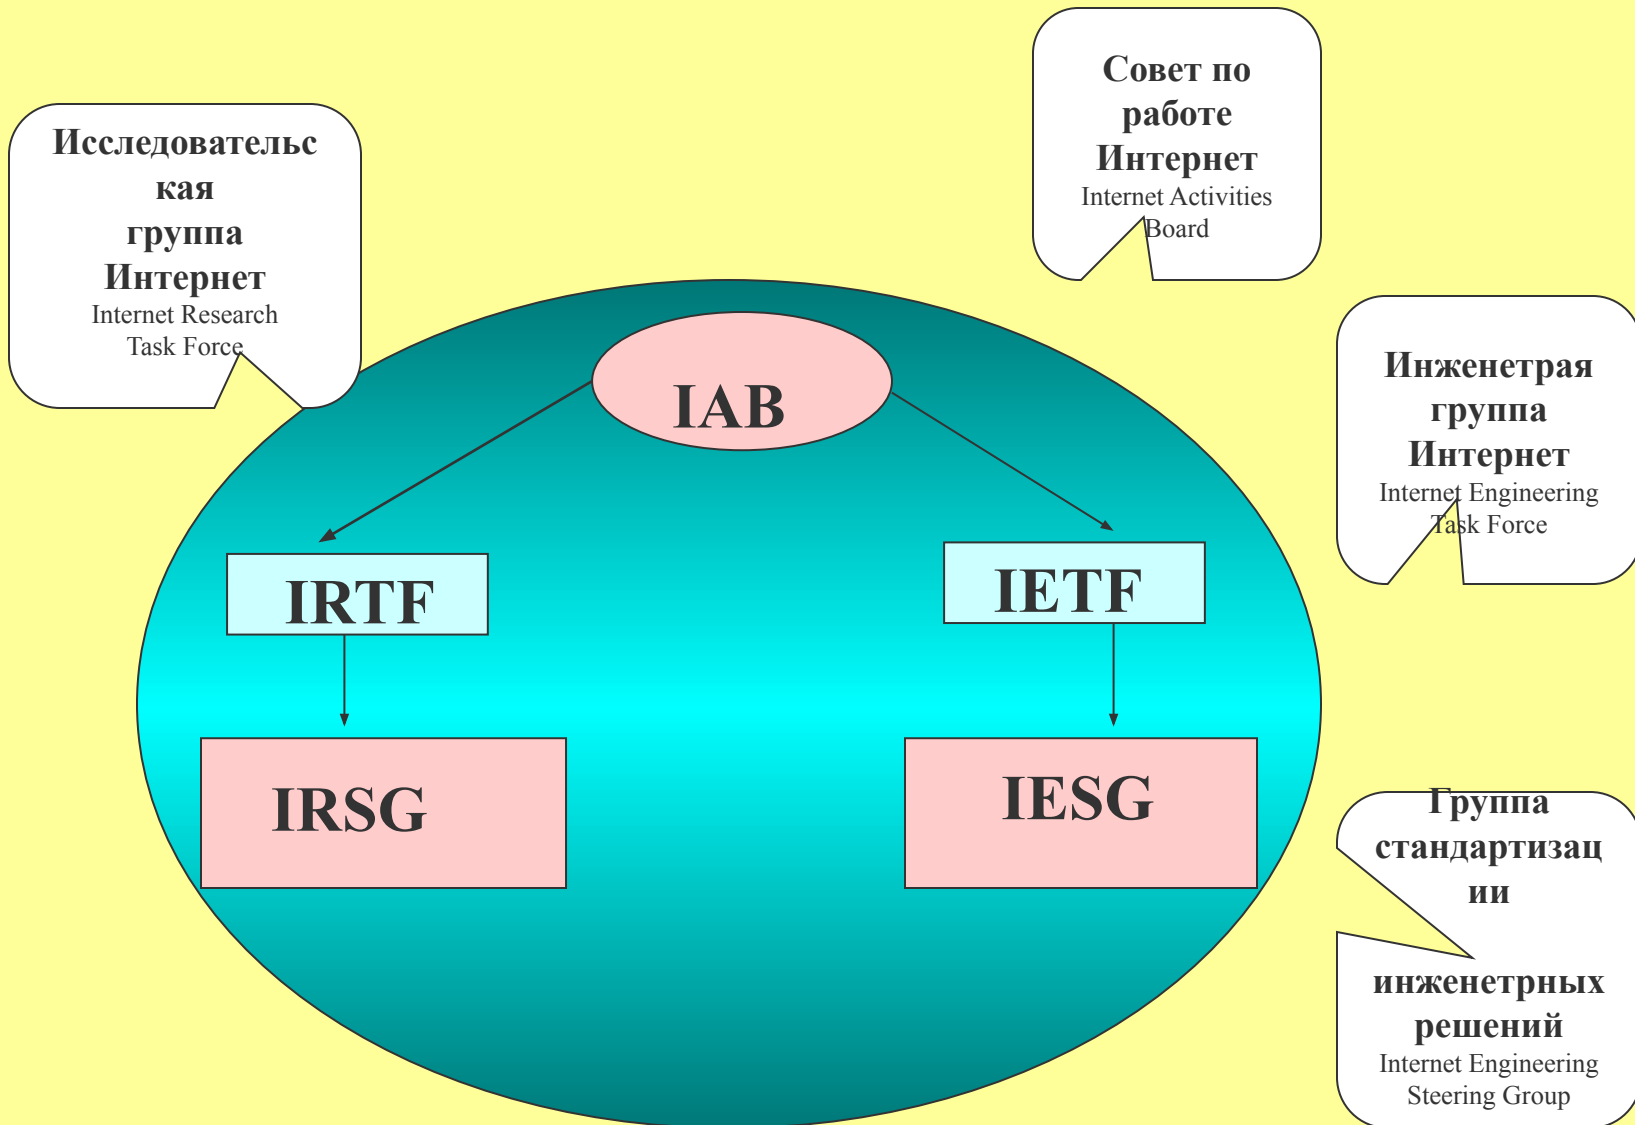 Совет по
работе
Интернет
Internet Activities
Board
Исследовательс
кая
группа
Интернет
Internet Research
Task Force
Инженетрая
группа
Интернет
Internet Engineering
Task Force
IAB
IRTF
IETF
IRSG
IESG
Группа
стандартизац
ии
инженетрных
решений
Internet Engineering
Steering Group